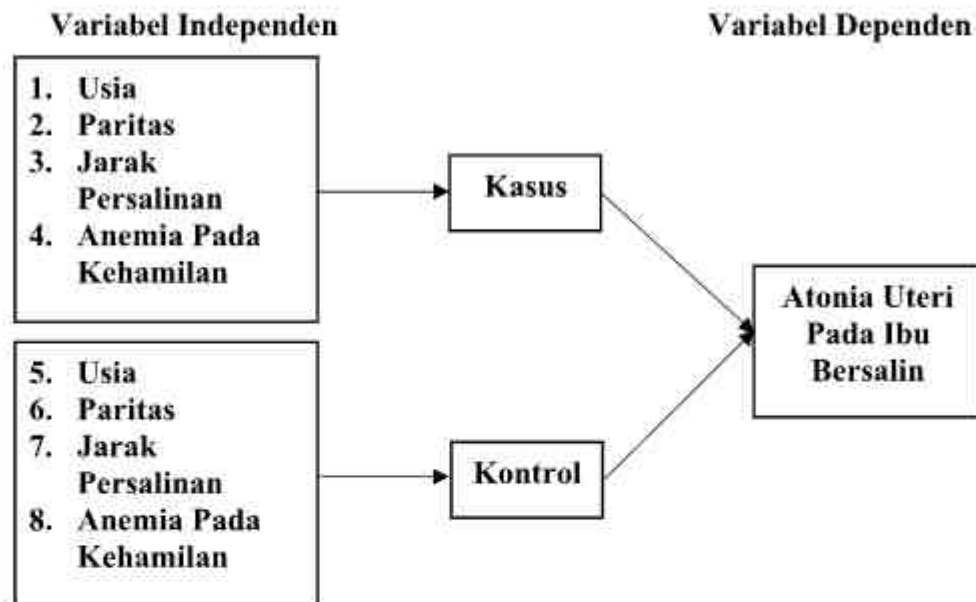 Variabel Independen
Variabel Dependen
1. Usia
2. Paritas
3. Jarak
Persalinan
4. Anemia Pada
Kehamilan
Kasus
Atonia Uteri
Pada Ibu
Bersalin
5. Usia
6. Paritas
7. Jarak
Persalinan
8. Anemia Pada
Kehamilan
Kontrol